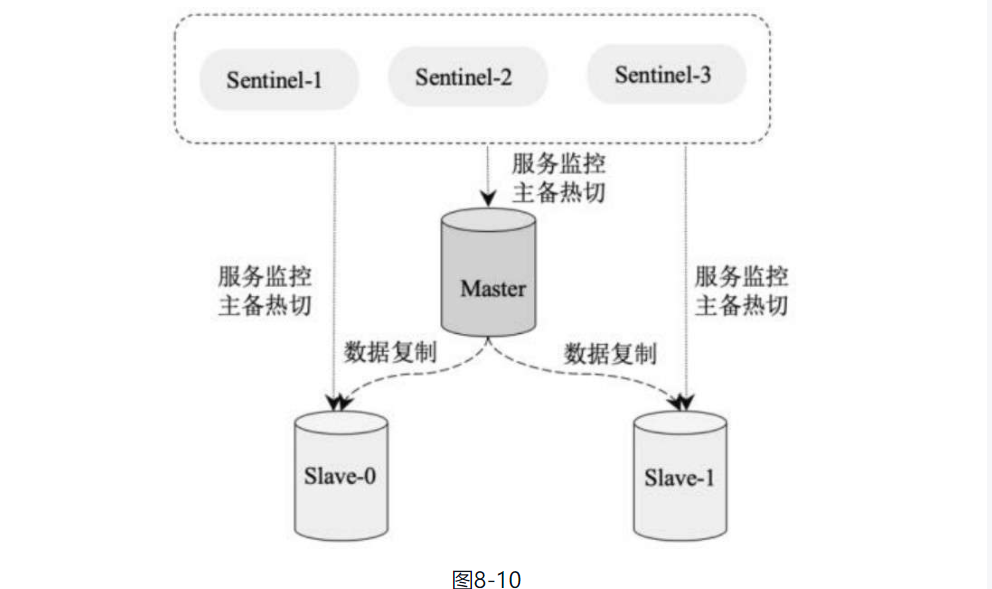 Sentinel-1 Sentinel-2 Sentinel-3
服务监控
主备热切
Master
服务监控
主备热切
服务监控
主备热切
数据复制
数据复制
Slave-0
Slave-1
图8-10